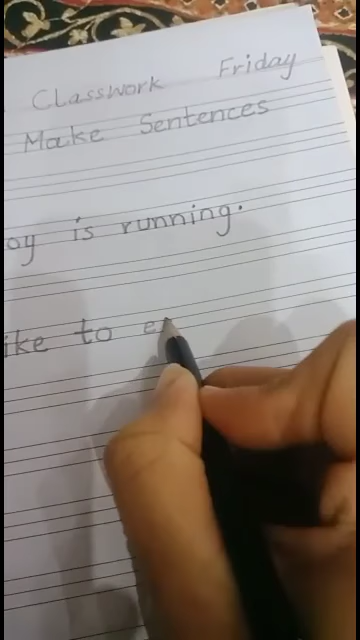 Classwork Friday
Make Sentences
oy is running.
ike to e